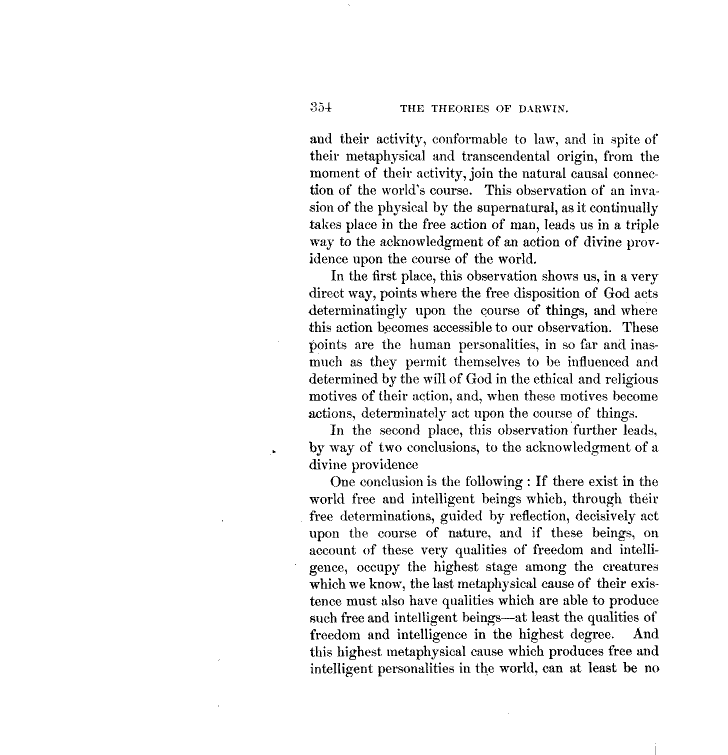 354 THE THEORIES OF DARWIN.
and their activity, conformable to law, and in spite of
their metaphysical and transcendental origin, from the
moment of their activity, join the natural causal connec-
tion of the world's course. This observation of an inva-
sion of the physical by the supernatural, as it continually
takes place in the free action of man, leads us in a triple
way to the acknowledgment of an action of divine prov-
idence upon the course of the world.
In the first place, this observation shows us, in a very
direct way, points where the free disposition of God acts
determinatingly upon the course of things, and where
this action becomes accessible to our observation. These
points are the human personalities, in so far and inas-
much as they permit themselves to be influenced and
determined by the will of God in the ethical and religious
motives of their action, and, when these motives become
actions, determinately act upon the course of things.
In the second place, this observation further leads,
by way of two conclusions, to the acknowledgment of a
divine providence
One conclusion is the following : If there exist in the
world free and intelligent beings which, through their
free determinations, guided by reflection, decisively act
upon the course of nature, and if these beings, on
account of these very qualities of freedom and intelli-
gence, occupy the highest stage among the creatures
which we know, the last metaphysical cause of their exis-
tence must also have qualities which are able to produce
such free and intelligent beings—at least the qualities of
freedom and intelligence in the highest degree. And
this highest metaphysical cause which produces free and
intelligent personalities in the world, can at least be no